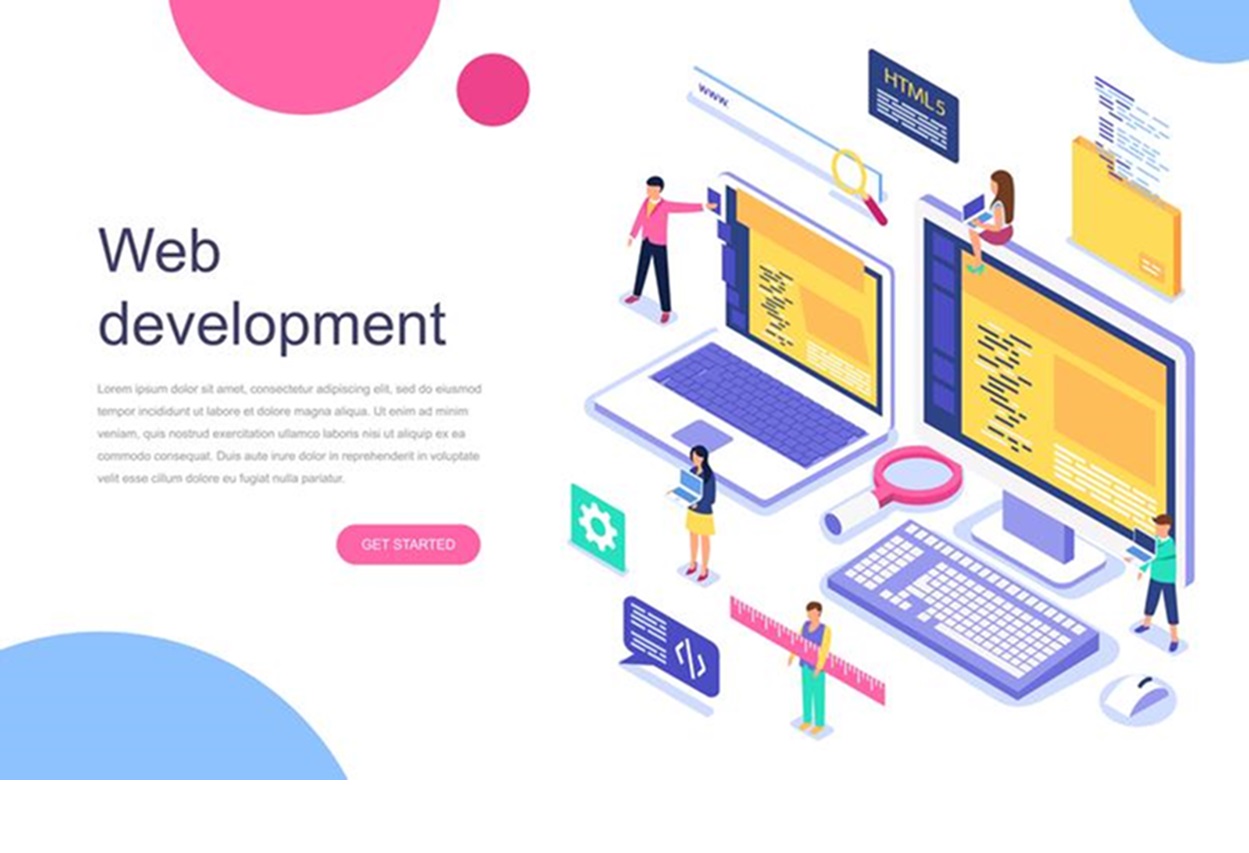 www.
HTML5
Web
development
Lorem ipsum dolor sit amet, consectetur adipiscing elit, sed do eiusmod
tempor incididunt ut labore et dolore magna aliqua. Ut enim ad minim
veniam, quis nostrud exercitation ullamco laboris nisi ut aliquip ex ea
commodo consequat. Duis aute irure dolor in reprehenderit in voluptate
velit esse cillum dolore eu fugiat nulla pariatur.
GET STARTED
</>